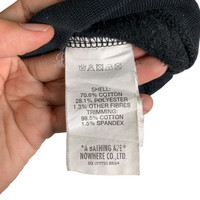 SHELL:
70.6% COTTON
28.1% POLYESTER
1.3% OTHER FIBRES
TRIMMING:
98.5% COTTON
1.5% SPANDEX
"A BATHING A/E"
NOWHERE CO.,LTD.